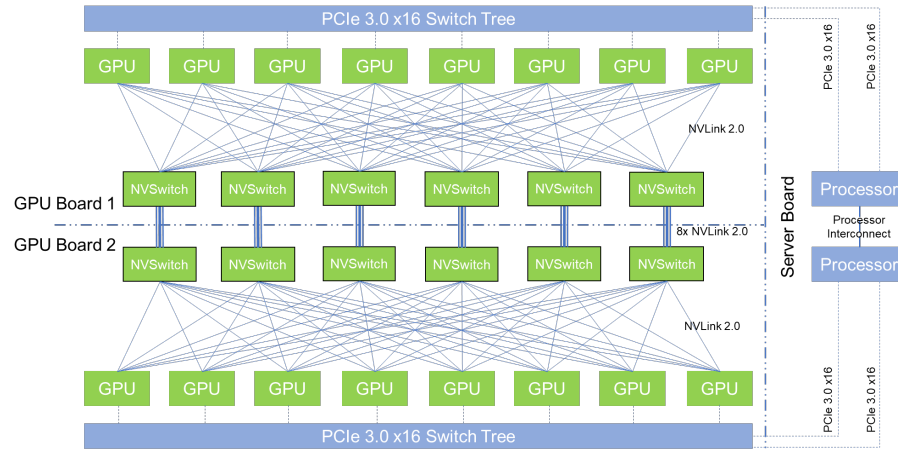 PCIe 3.0 x16 Switch Tree
GPU GPU GPU GPU GPU GPU GPU GPU
PCIe 3.0 x16
PCIe 3.0 x16
NVLink 2.0
NVSwitch NVSwitch NVSwitch NVSwitch NVSwitch NVSwitch
GPU Board 1
Processor
Processor
Interconnect
8x NVLink 2.0
GPU Board 2
Server Board
NVSwitch NVSwitch NVSwitch NVSwitch NVSwitch NVSwitch
Processor
NVLink 2.0
GPU GPU GPU GPU GPU GPU GPU GPU
PCIe 3.0 x16
PCIe 3.0 x16
PCIe 3.0 x16 Switch Tree